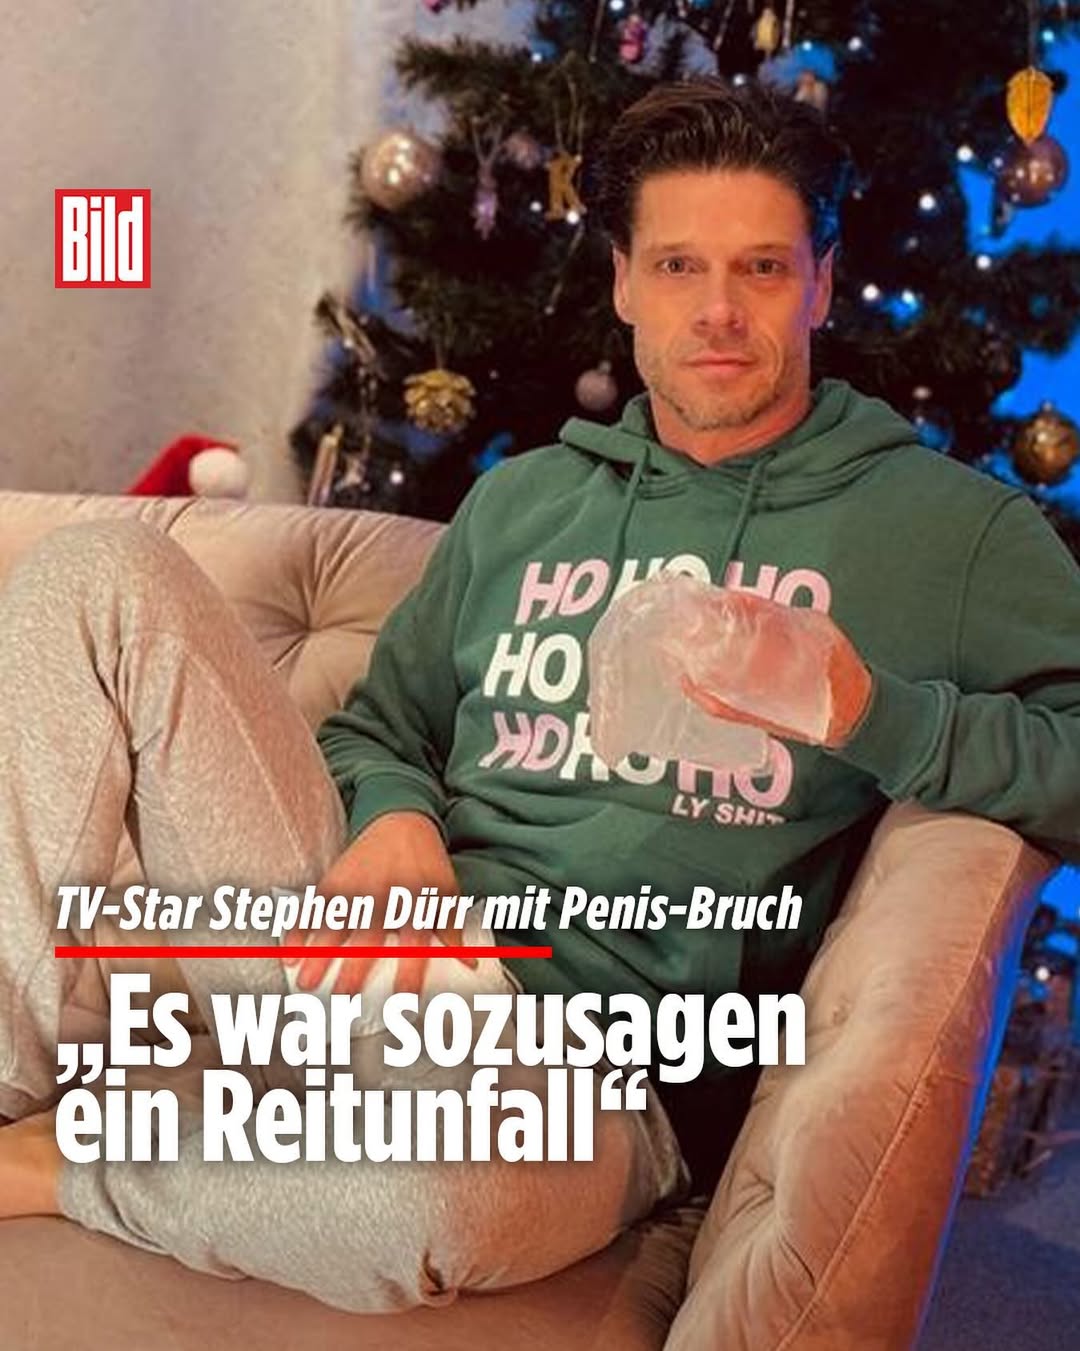 Bild
K
HO HO HO
HO
HOHOHO
LY SHIT
TV-Star Stephen Dürr mit Penis-Bruch
„Es war sozusagen
ein Reitunfall“